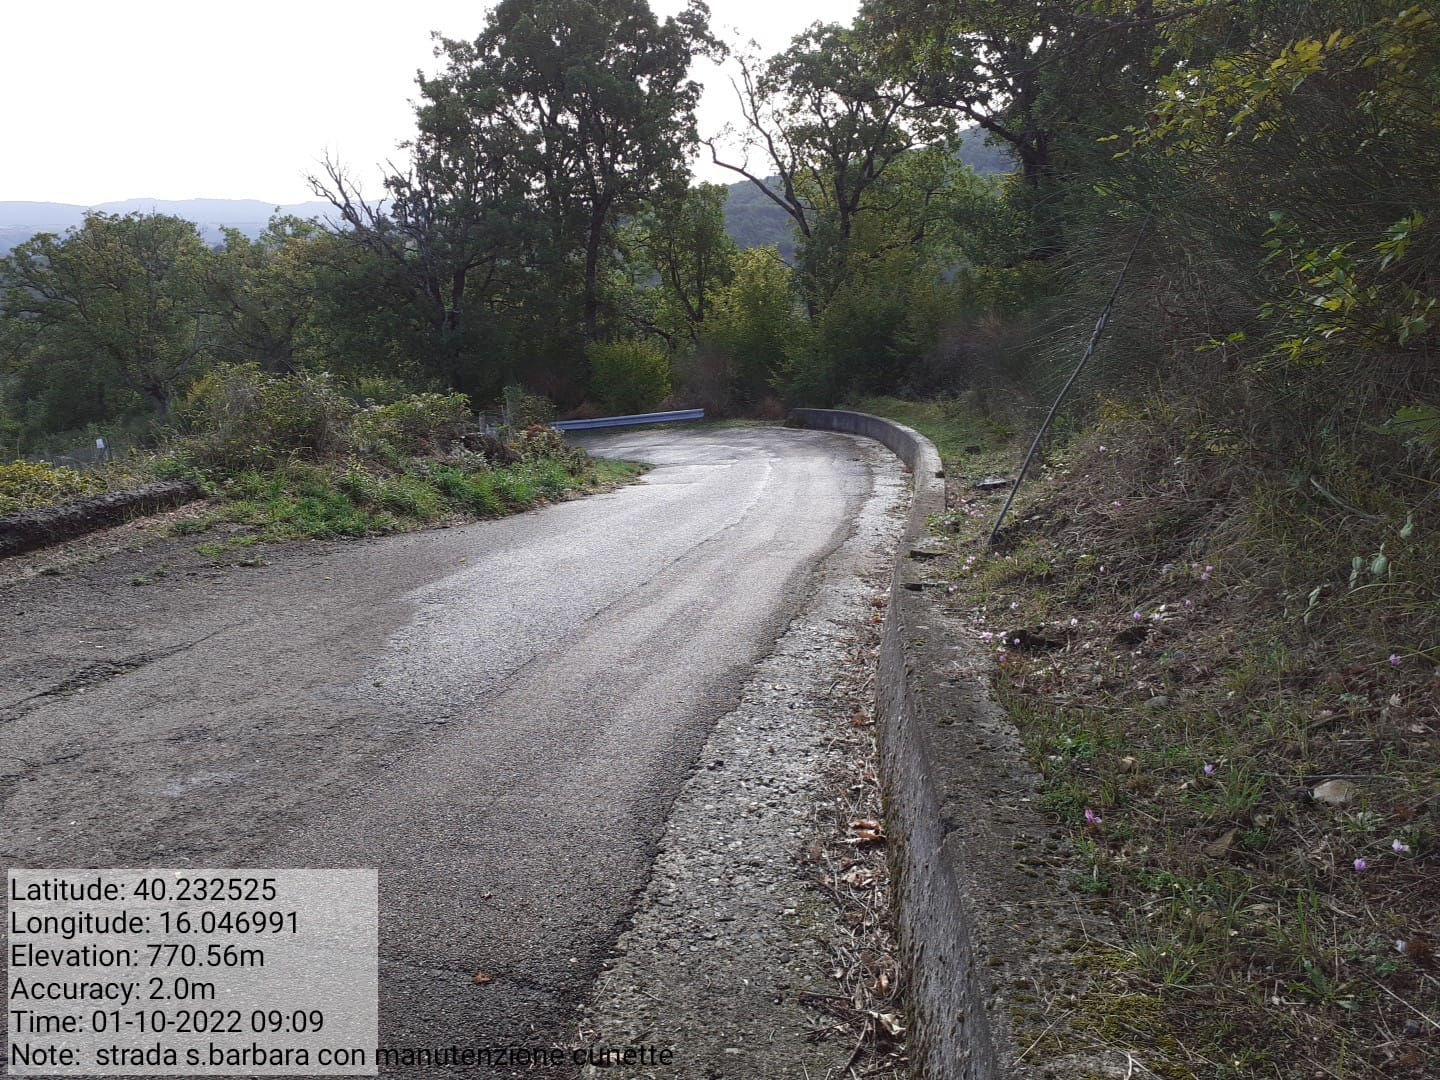 Latitude: 40.232525
Longitude: 16.046991
Elevation: 770.56m
Accuracy: 2.0m
Time: 01-10-2022 09:09
Note: strada s.barbara con manutenzione cunette